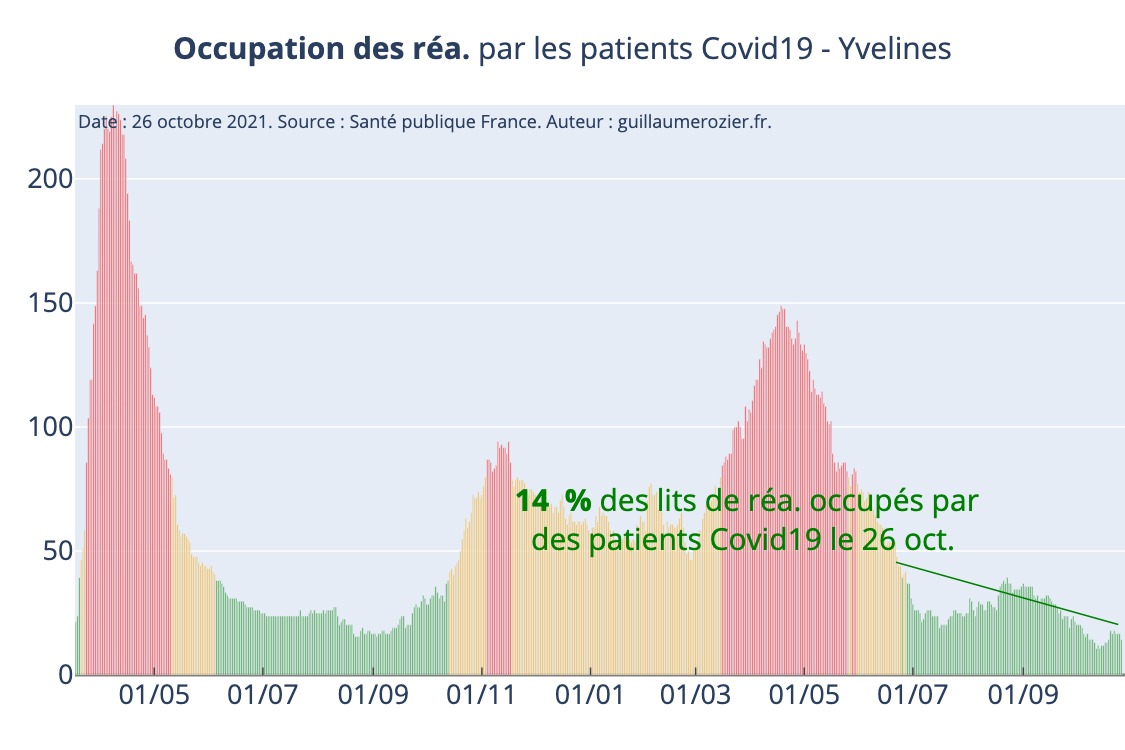 Occupation des réa. par les patients Covid19 - Yvelines
Date : 26 octobre 2021. Source : Santé publique France. Auteur : guillaumerozier.fr.
200
150
100
14 % des lits de réa. occupés par
des patients Covid19 le 26 oct.
50
0
01/05 01/07 01/09 01/11 01/01 01/03 01/05 01/07 01/09